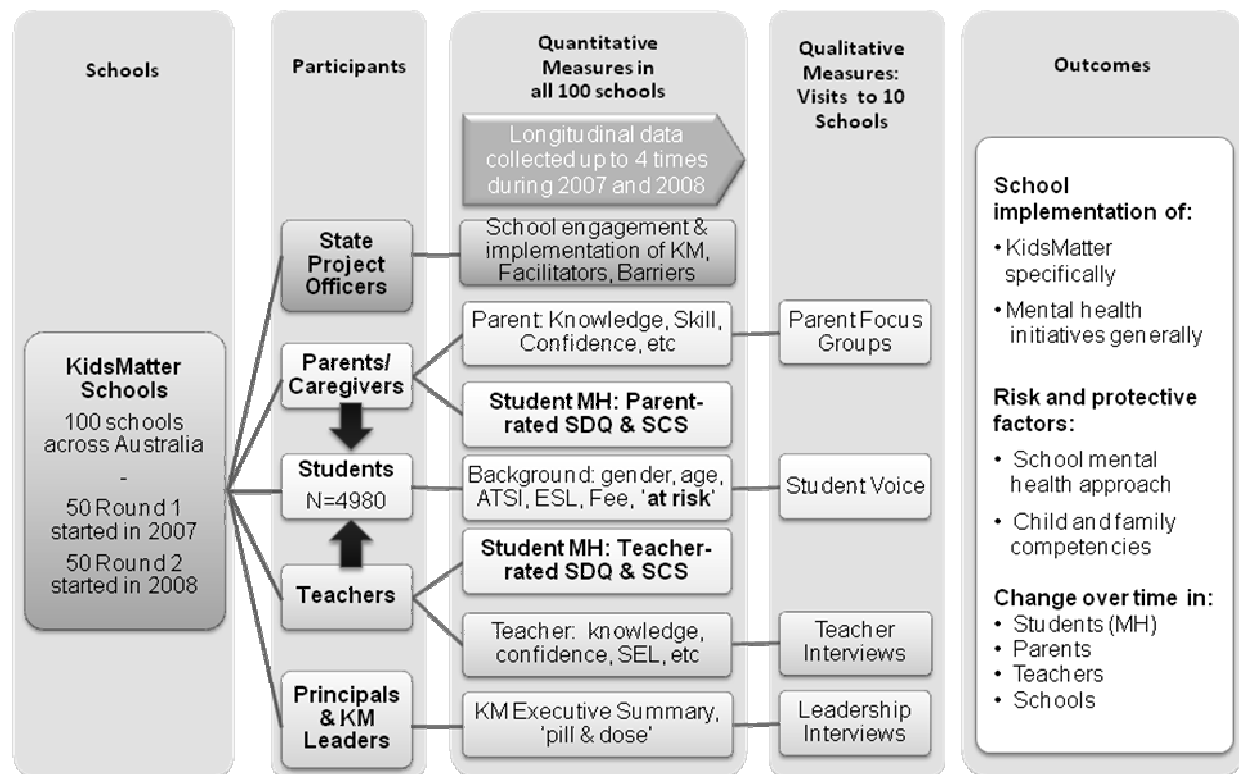 Schools
Participants
Quantitative
Measures in
all 100 schools
Qualitative
Measures:
Visits to 10
Schools
Outcomes
Longitudinal data
collected up to 4 times
during 2007 and 2008
KidsMatter
Schools
100 schools
across Australia
-
50 Round 1
started in 2007
50 Round 2
started in 2008
State
Project
Officers
School engagement &
implementation of KM,
Facilitators, Barriers
Parents/
Caregivers
Parent: Knowledge, Skill,
Confidence, etc
Parent Focus
Groups
Student MH: Parent-
rated SDQ & SCS
Students
N=4980
Background: gender, age,
ATSI, ESL, Fee, 'at risk'
Student Voice
Student MH: Teacher-
rated SDQ & SCS
Teachers
Teacher: knowledge,
confidence, SEL, etc
Teacher
Interviews
Principals
& KM
Leaders
KM Executive Summary,
'pill & dose'
Leadership
Interviews
School
implementation of:
• KidsMatter
specifically
• Mental health
initiatives generally
Risk and protective
factors:
• School mental
health approach
• Child and family
competencies
Change over time in:
• Students (MH)
• Parents
• Teachers
• Schools